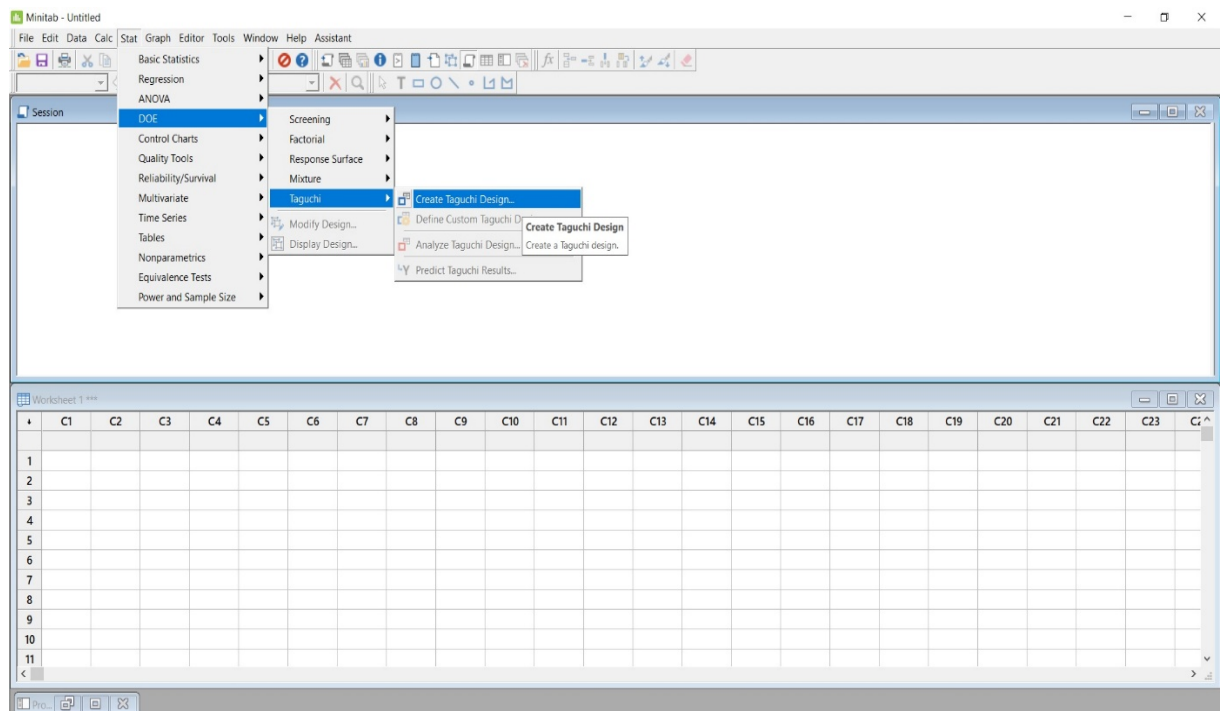 Minitab - Untitled
File Edit Data Calc Stat Graph Editor Tools Window Help Assistant
Basic Statistics
Regression
ANOVA
Session
DOE
Screening
Control Charts
Factorial
Quality Tools
Response Surface
Reliability/Survival
Mixture
Multivariate
Taguchi
Create Taguchi Design...
Time Series
Modify Design...
Define Custom Taguchi D
Create Taguchi Design
Tables
Display Design...
Analyze Taguchi Design...
Create a Taguchi design.
Nonparametrics
Equivalence Tests
Predict Taguchi Results...
Power and Sample Size
Worksheet 1 ***
C1 C2 C3 C4 C5 C6 C7 C8 C9 C10 C11 C12 C13 C14 C15 C16 C17 C18 C19 C20 C21 C22 C23
1
2
3
4
5
6
7
8
9
10
11
Pro...